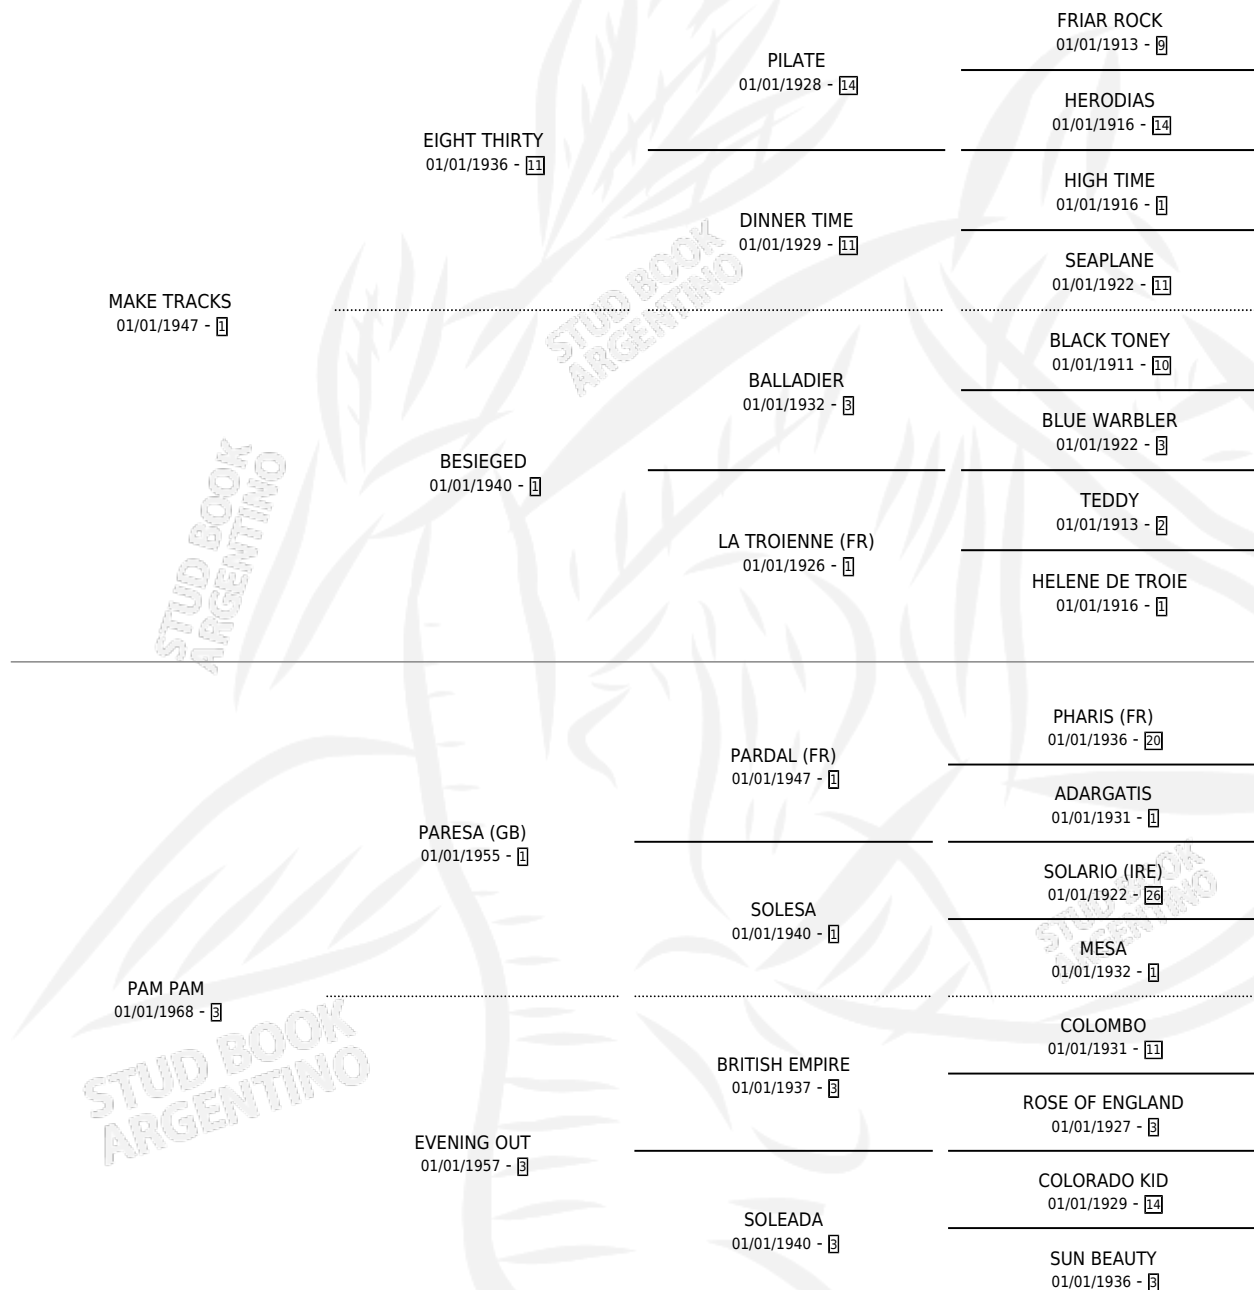 FRIAR ROCK
01/01/1913 - 9
PILATE
01/01/1928 - 14
HERODIAS
01/01/1916 - 14
EIGHT THIRTY
01/01/1936 - 11
HIGH TIME
01/01/1916 - 1
DINNER TIME
01/01/1929 - 11
SEAPLANE
01/01/1922 - 11
MAKE TRACKS
01/01/1947 - 1
STUD BOOK
ARGENTINO
BLACK TONEY
01/01/1911 - 10
BALLADIER
01/01/1932 - 3
BLUE WARBLER
01/01/1922 - 3
BESIEGED
01/01/1940 - 1
TEDDY
01/01/1913 - 2
LA TROIENNE (FR)
01/01/1926 - 1
HELENE DE TROIE
01/01/1916 - 1
STUD BOOK
ARGENTINO
PHARIS (FR)
01/01/1936 - 20
PARDAL (FR)
01/01/1947 - 1
ADARGATIS
01/01/1931 - 1
PARESA (GB)
01/01/1955 - 1
SOLARIO (IRE)
01/01/1922 - 26
SOLESA
01/01/1940 - 1
STUD BOOK
ARGENTINO
MESA
01/01/1932 - 1
PAM PAM
01/01/1968 - 3
COLOMBO
01/01/1931 - 11
BRITISH EMPIRE
01/01/1937 - 3
STUD BOOK
ARGENTINO
ROSE OF ENGLAND
01/01/1927 - 3
EVENING OUT
01/01/1957 - 3
COLORADO KID
01/01/1929 - 14
SOLEADA
01/01/1940 - 3
SUN BEAUTY
01/01/1936 - 3